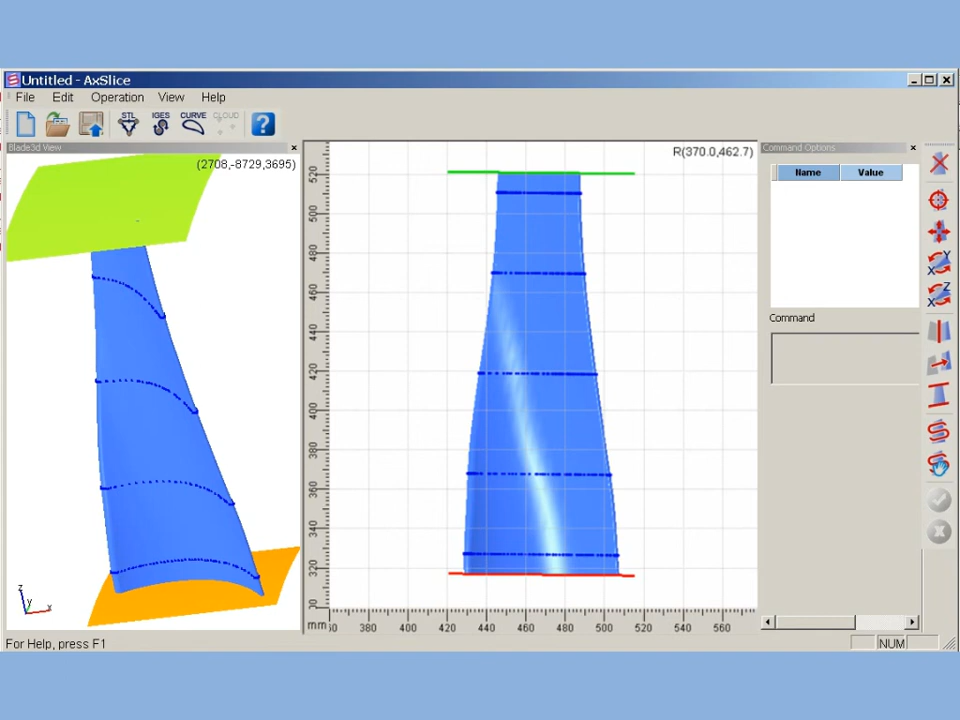 Untitled - AxSlice
File Edit Operation View Help
STL IGES CURVE CLOUD ?
Blade3d View
(2708,-8729,3695)
R(370.0,462.7)
Command Options
Name Value
Command
520
500
480
460
440
420
400
380
360
340
320
mm
380 400 420 440 460 480 500 520 540 560
X Y
X Z
z
y
x
For Help, press F1
NUM